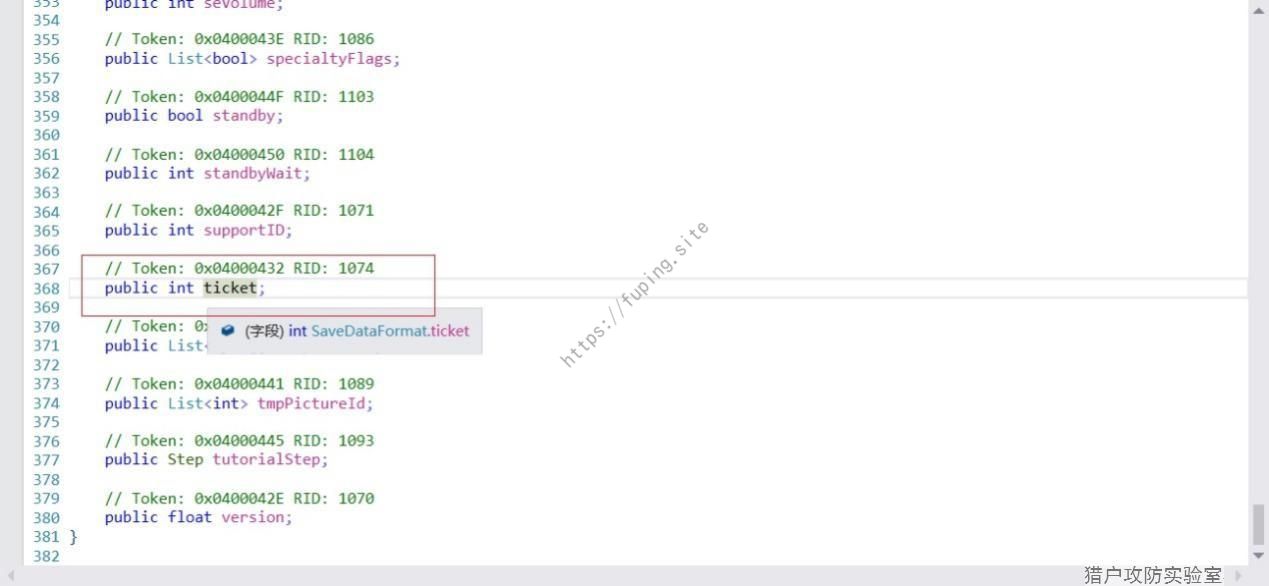 353 public int seVolume;
354
355 // Token: 0x0400043E RID: 1086
356 public List<bool> specialtyFlags;
357
358 // Token: 0x0400044F RID: 1103
359 public bool standby;
360
361 // Token: 0x04000450 RID: 1104
362 public int standbyWait;
363
364 // Token: 0x0400042F RID: 1071
365 public int supportID;
366
367 // Token: 0x04000432 RID: 1074
368 public int ticket;
369
(字段) int SaveDataFormat.ticket
370 // Token: 0x
371 public List<
372
373 // Token: 0x04000441 RID: 1089
374 public List<int> tmpPictureId;
375
376 // Token: 0x04000445 RID: 1093
377 public Step tutorialStep;
378
379 // Token: 0x0400042E RID: 1070
380 public float version;
381 }
382
https://fuping.site
猎户攻防实验室